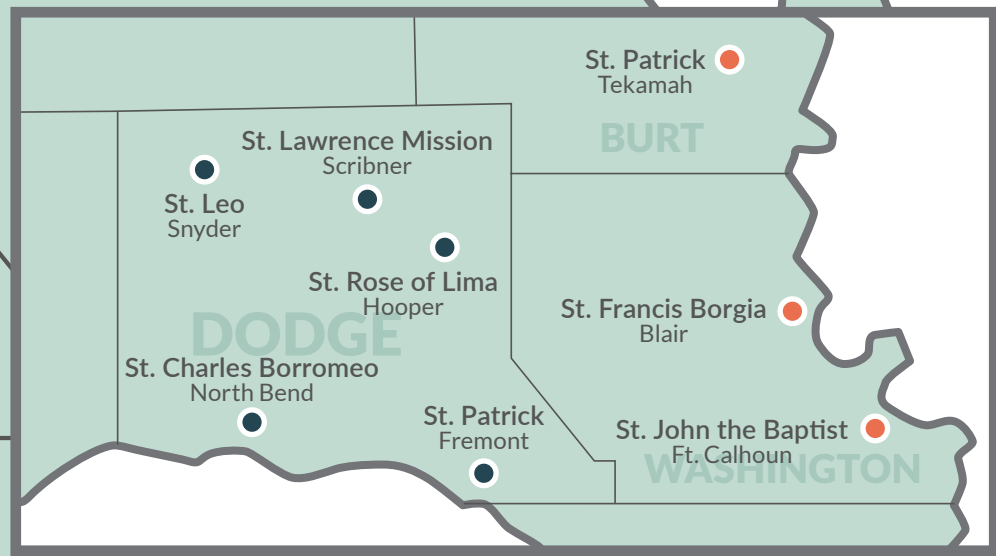 St. Patrick
Tekamah
BURT
St. Lawrence Mission
Scribner
St. Leo
Snyder
St. Rose of Lima
Hooper
DODGE
St. Francis Borgia
Blair
St. Charles Borromeo
North Bend
St. Patrick
Fremont
St. John the Baptist
Ft. Calhoun
WASHINGTON